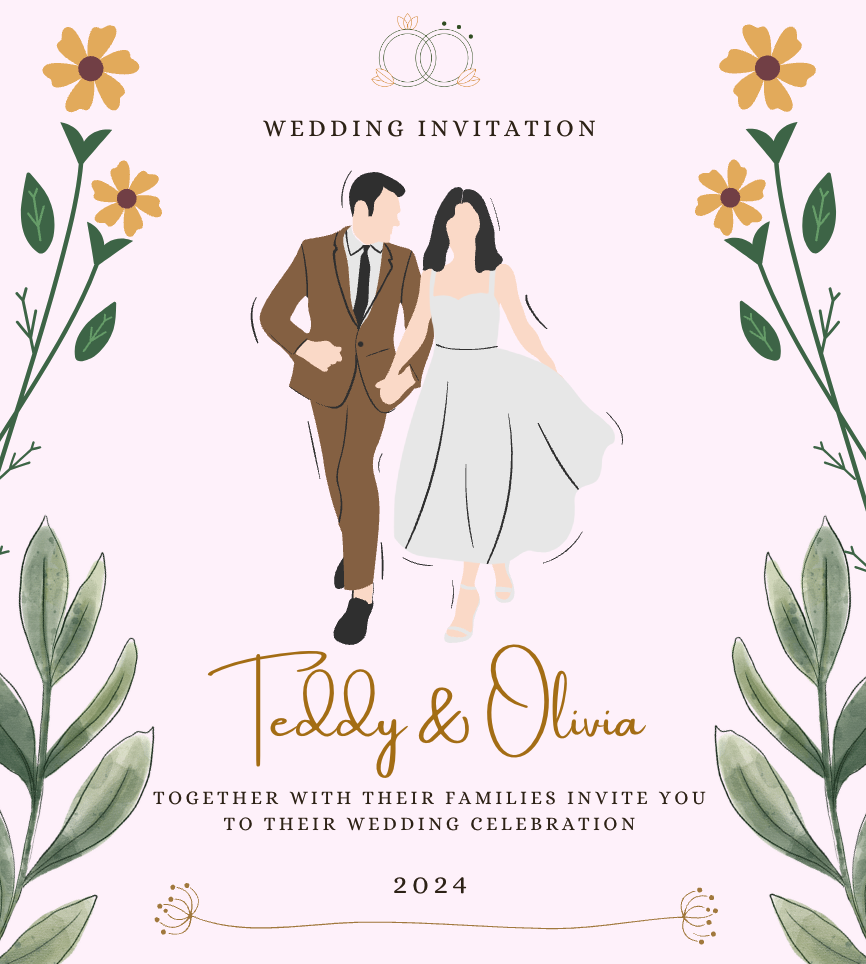 WEDDING INVITATION
Teddy & Olivia
TOGETHER WITH THEIR FAMILIES INVITE YOU
TO THEIR WEDDING CELEBRATION
2024